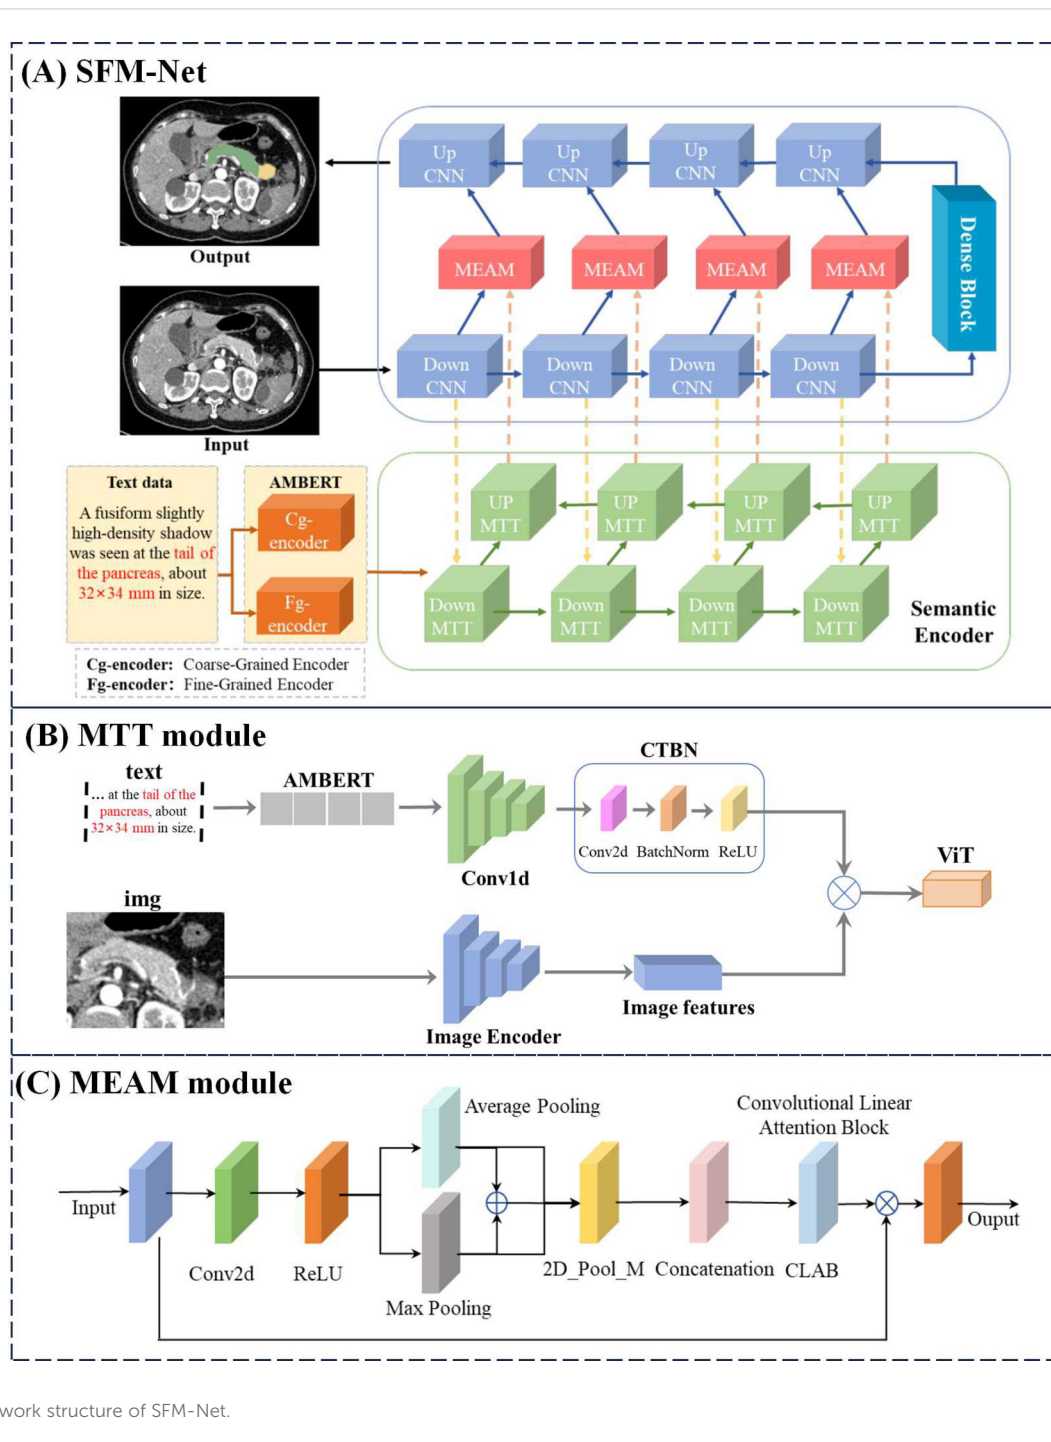 (A) SFM-Net
Up CNN
Up CNN
Up CNN
Up CNN
Output
MEAM
MEAM
MEAM
MEAM
Dense Block
Down CNN
Down CNN
Down CNN
Down CNN
Input
Text data
AMBERT
A fusiform slightly
high-density shadow
was seen at the tail of
the pancreas, about
32×34 mm in size.
Cg-
encoder
Fg-
encoder
UP MTT
UP MTT
UP MTT
UP MTT
Down MTT
Down MTT
Down MTT
Down MTT
Semantic
Encoder
Cg-encoder: Coarse-Grained Encoder
Fg-encoder: Fine-Grained Encoder
(B) MTT module
text
... at the tail of the
pancreas, about
32×34 mm in size.
AMBERT
Conv1d
CTBN
Conv2d
BatchNorm
ReLU
ViT
img
Image Encoder
Image features
(C) MEAM module
Average Pooling
Convolutional Linear
Attention Block
Input
Conv2d
ReLU
Max Pooling
2D_Pool_M
Concatenation
CLAB
Ouput
work structure of SFM-Net.